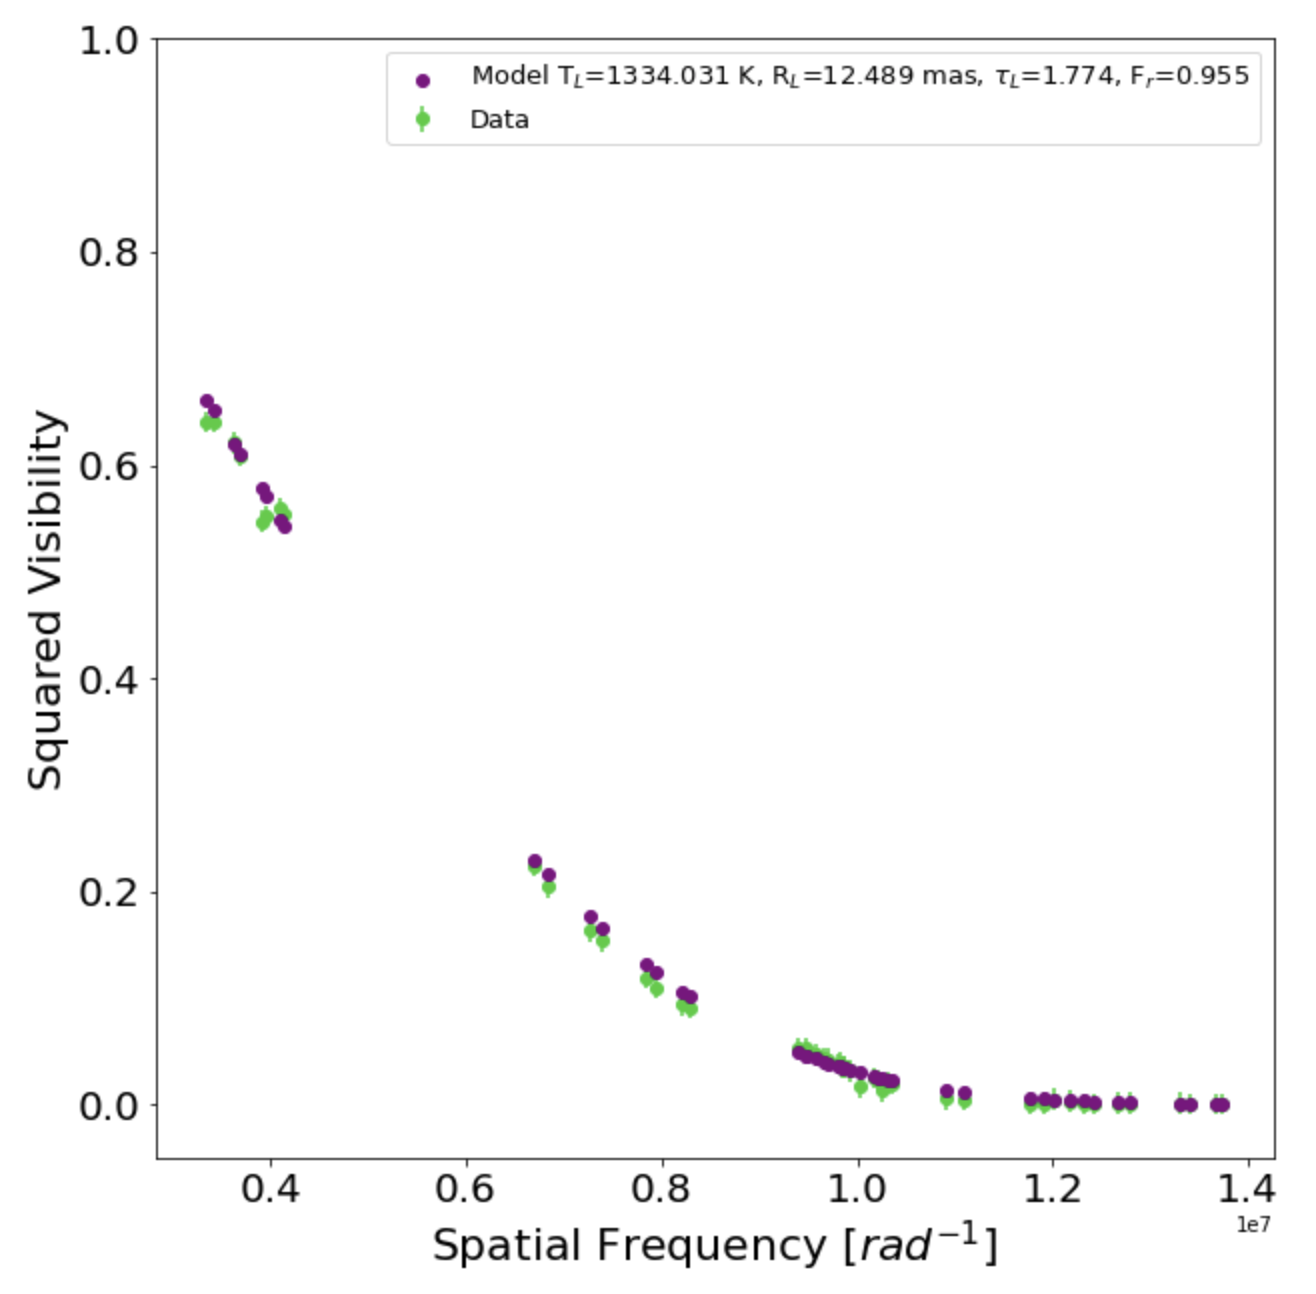 1.0
Model T_L=1334.031 K, R_L=12.489 mas, τ_L=1.774, F_r=0.955
Data
0.8
0.6
0.4
0.2
0.0
Squared Visibility
0.4 0.6 0.8 1.0 1.2 1.4
1e7
Spatial Frequency [rad⁻¹]